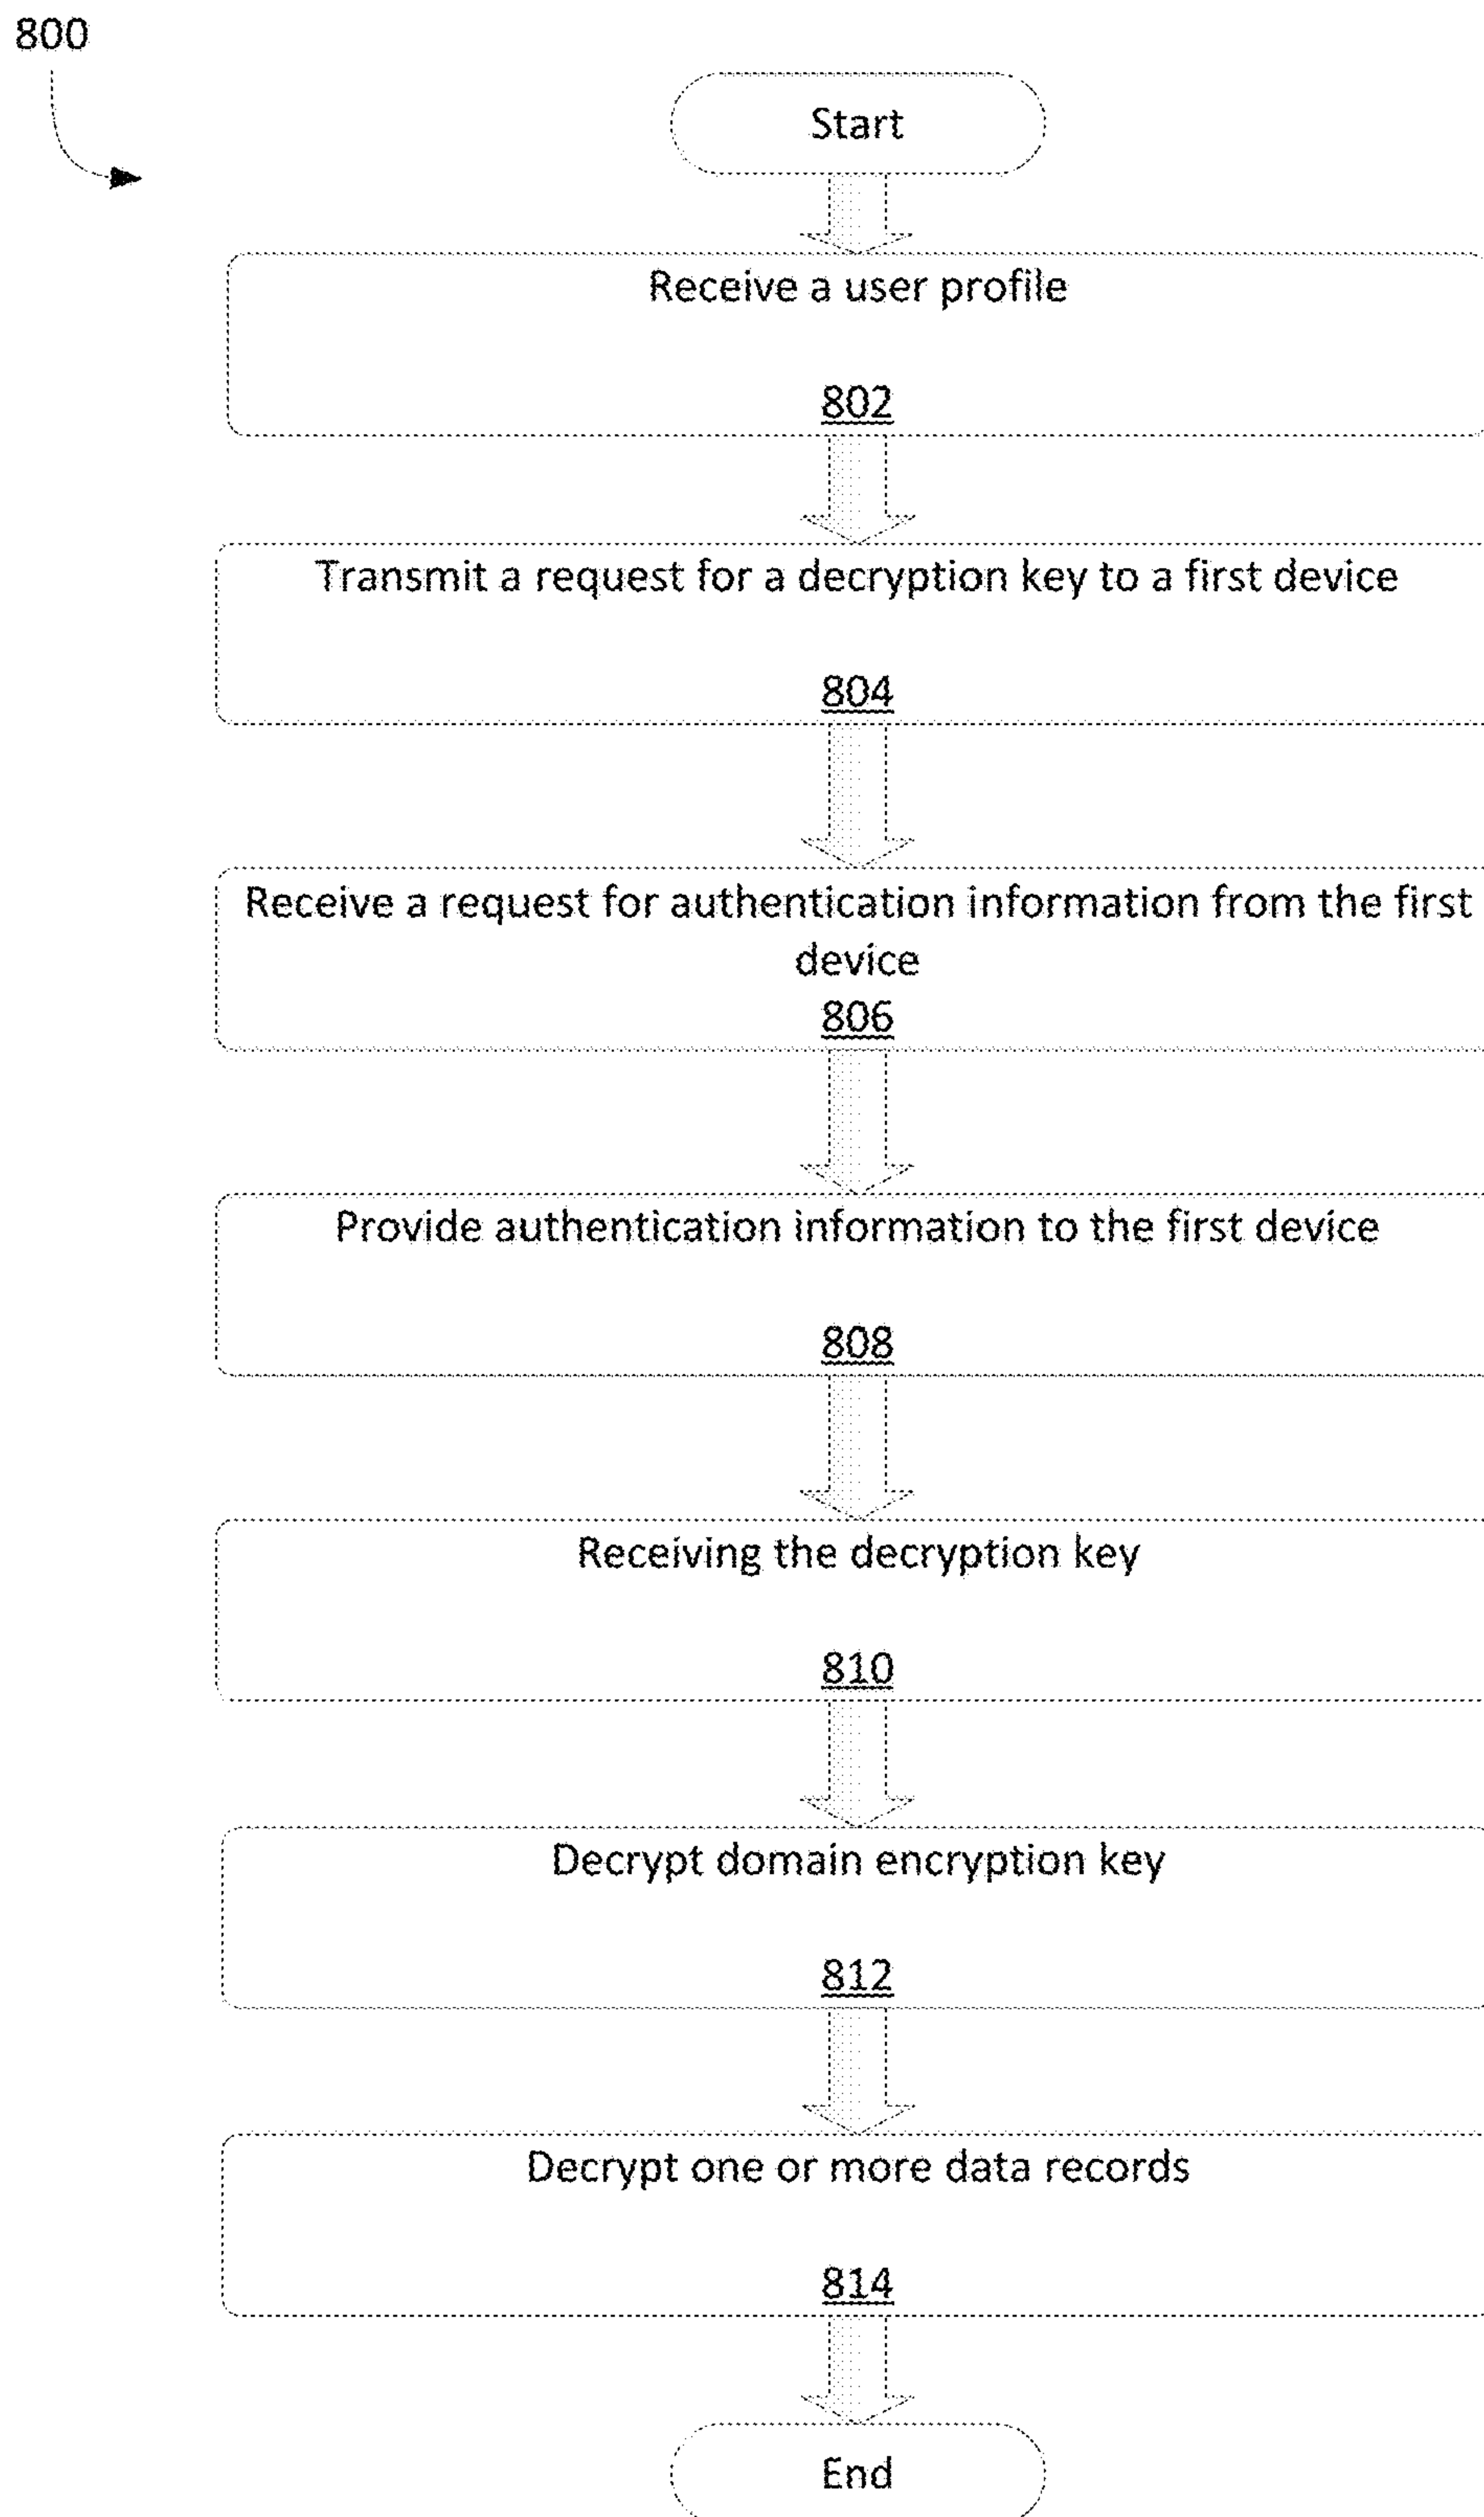 800
Start
Receive a user profile
802
Transmit a request for a decryption key to a first device
804
Receive a request for authentication information from the first
device
806
Provide authentication information to the first device
808
Receiving the decryption key
810
Decrypt domain encryption key
812
Decrypt one or more data records
814
End